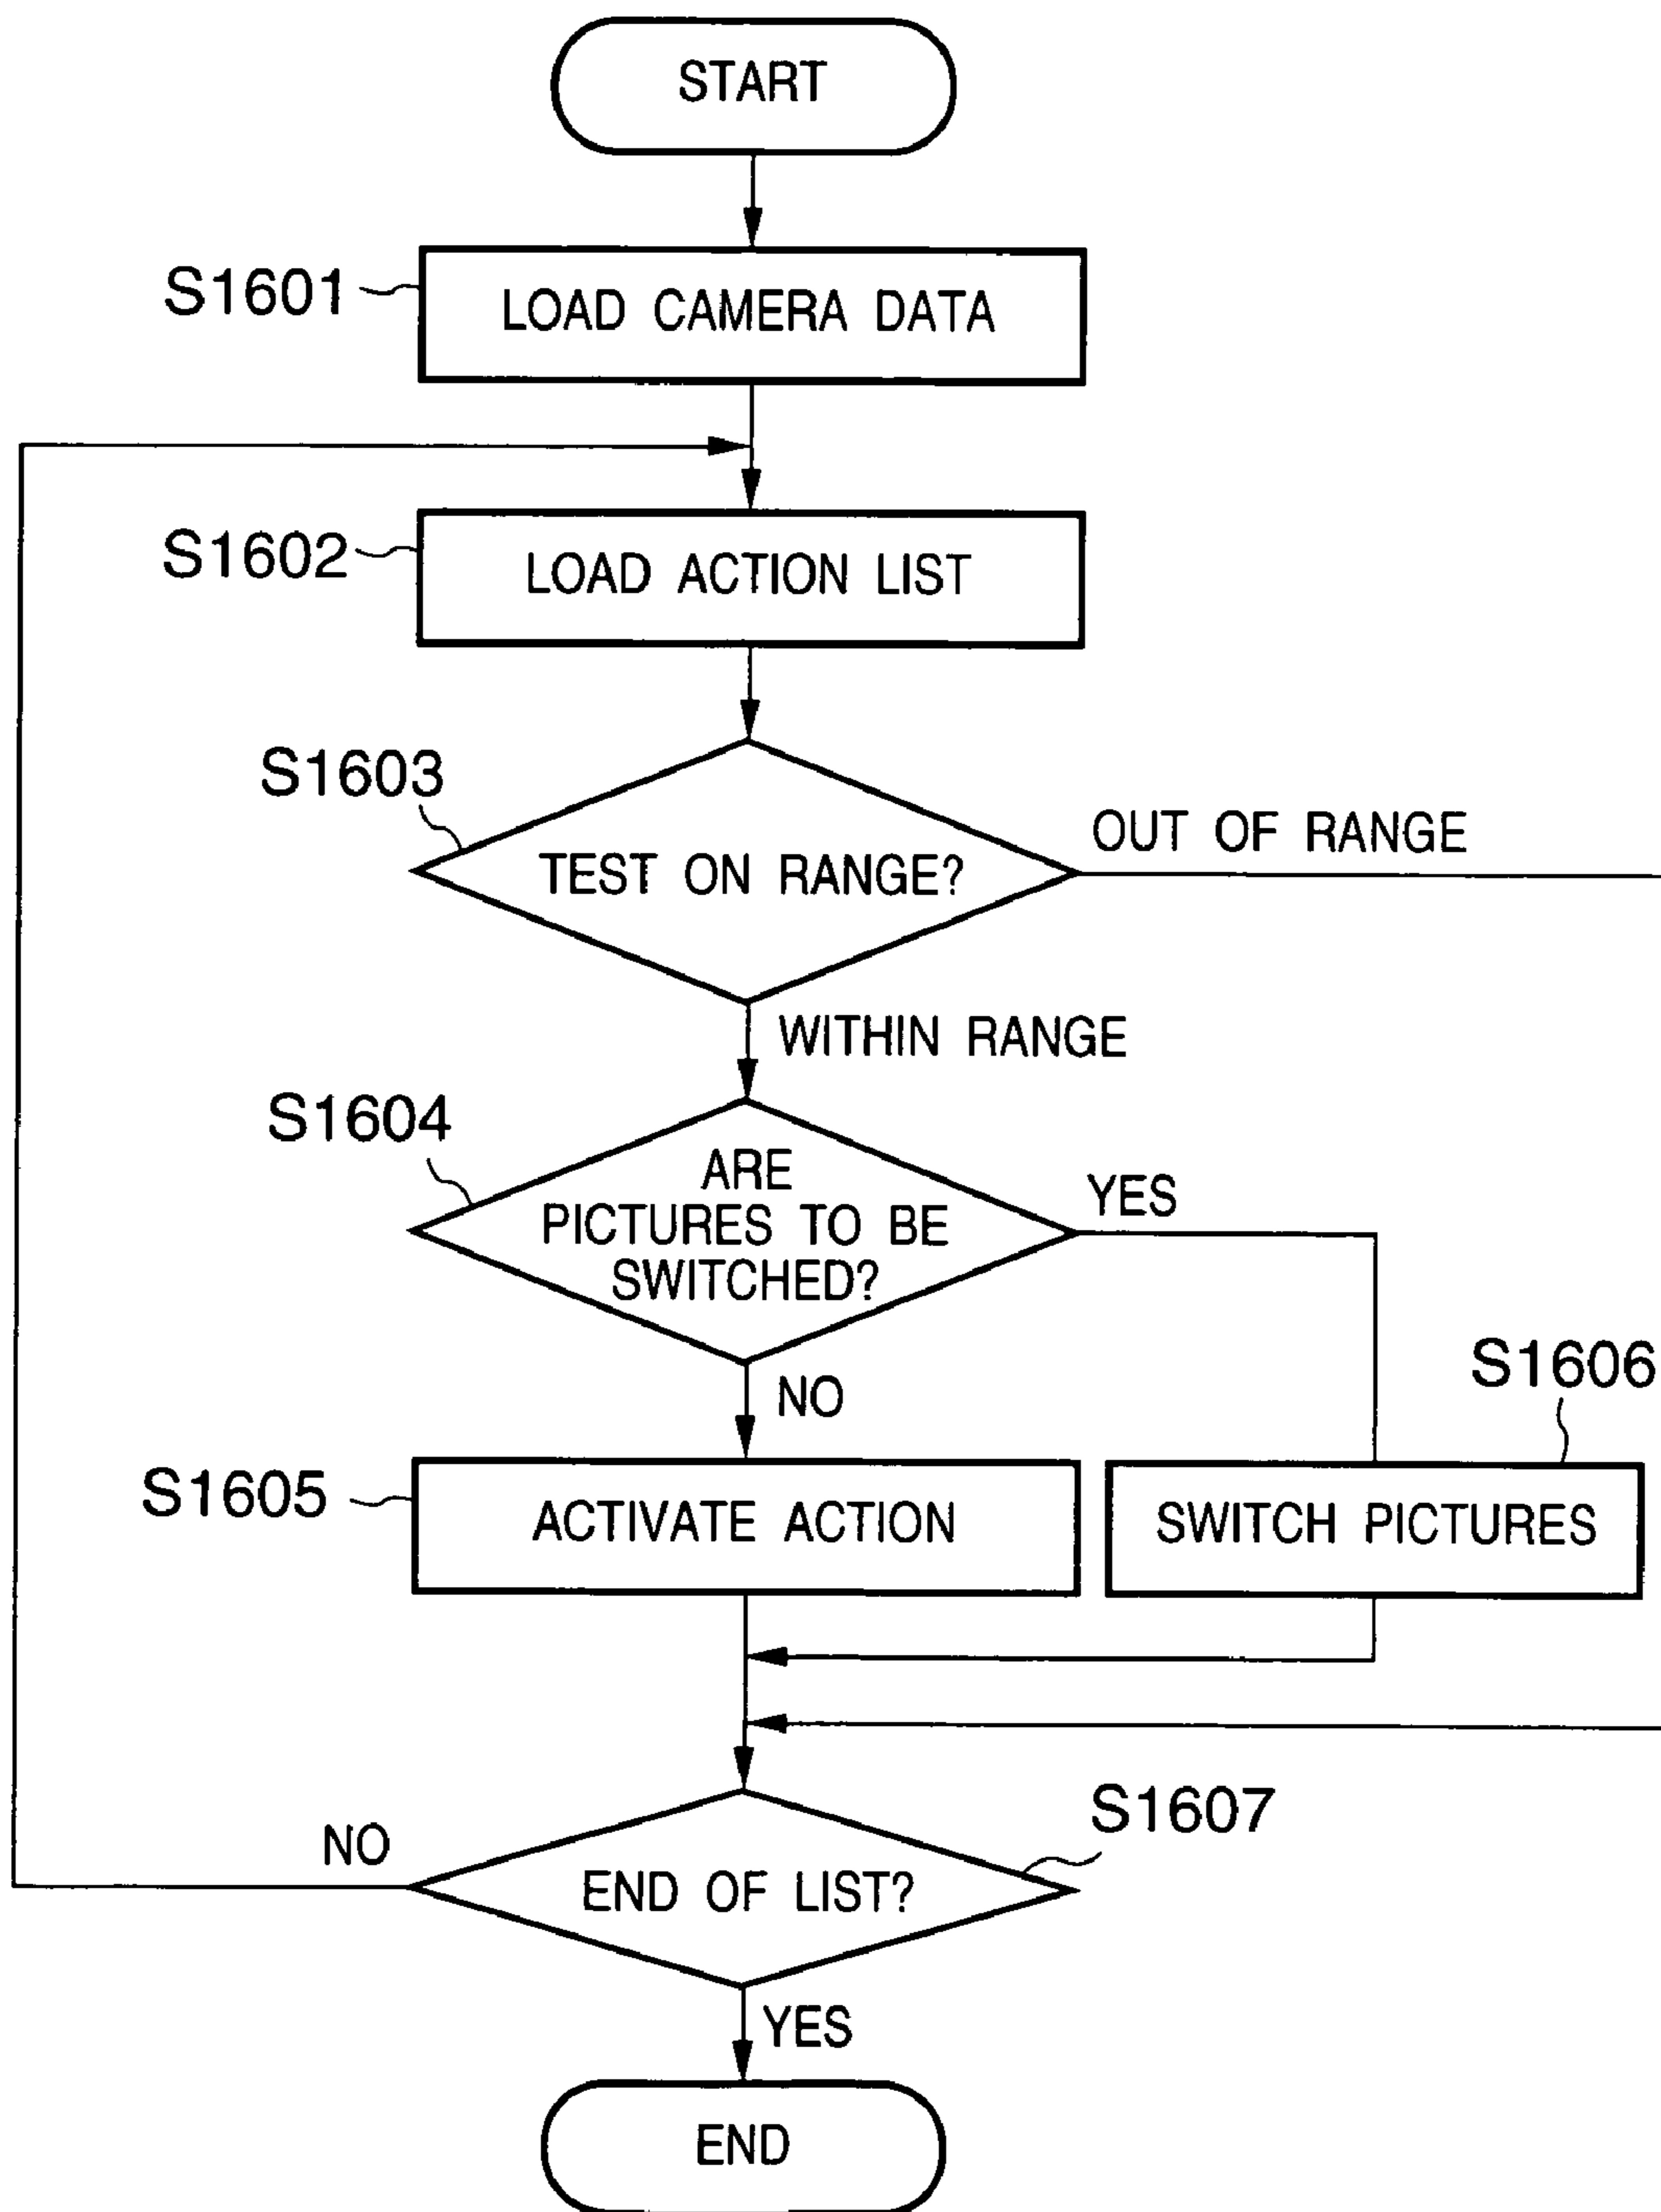 START
S1601
LOAD CAMERA DATA
S1602
LOAD ACTION LIST
S1603
TEST ON RANGE?
OUT OF RANGE
WITHIN RANGE
S1604
ARE
PICTURES TO BE
SWITCHED?
YES
NO
S1606
S1605
ACTIVATE ACTION
SWITCH PICTURES
S1607
NO
END OF LIST?
YES
END